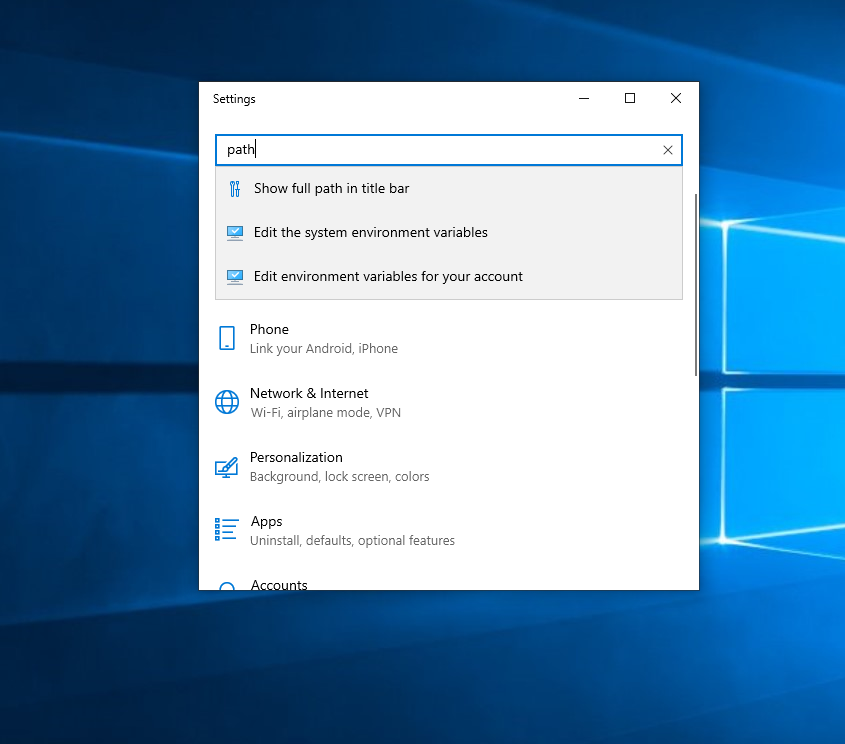 Settings
path
Show full path in title bar
Edit the system environment variables
Edit environment variables for your account
Phone
Link your Android, iPhone
Network & Internet
Wi-Fi, airplane mode, VPN
Personalization
Background, lock screen, colors
Apps
Uninstall, defaults, optional features
Accounts